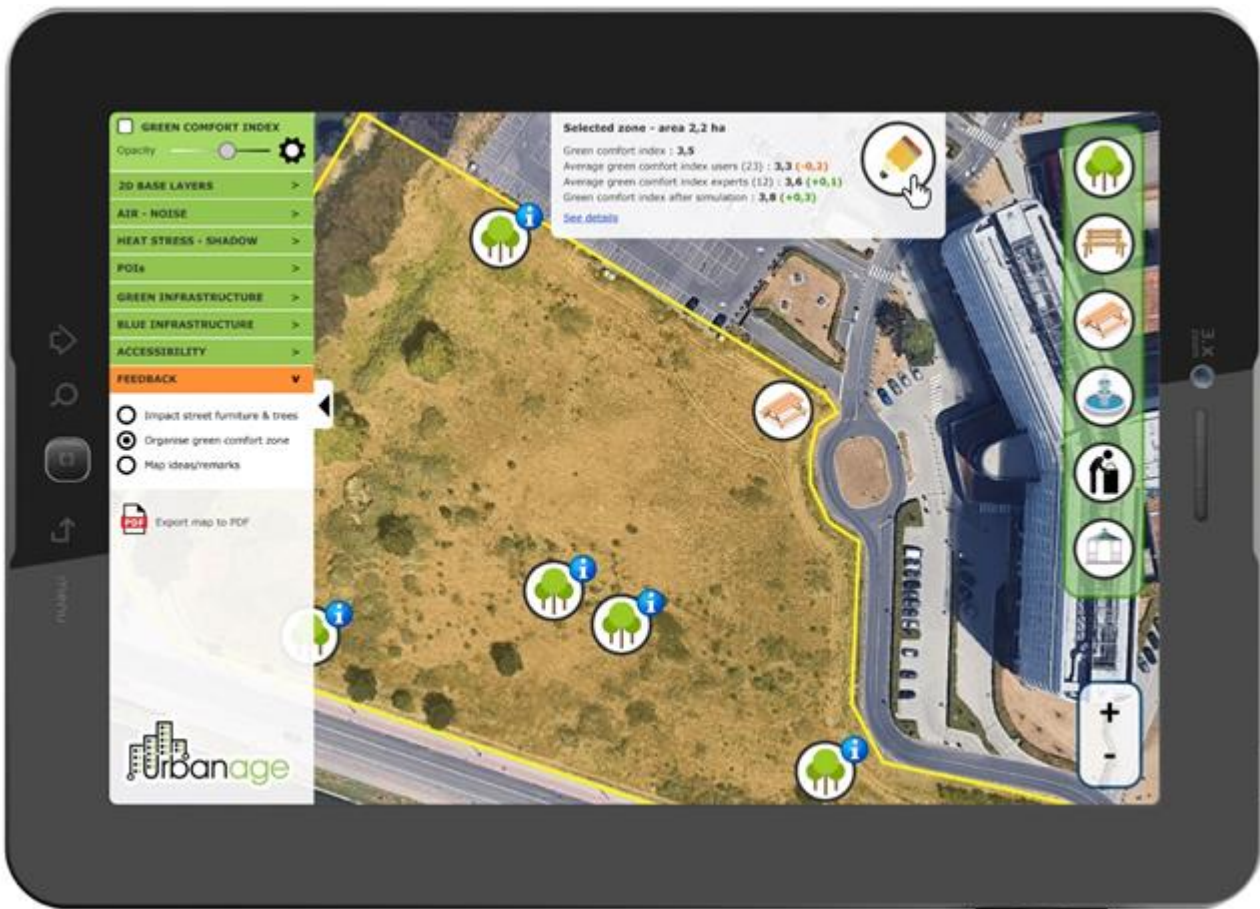 GREEN COMFORT INDEX
Opacity
2D BASE LAYERS >
AIR - NOISE >
HEAT STRESS - SHADOW >
POIs >
GREEN INFRASTRUCTURE >
BLUE INFRASTRUCTURE >
ACCESSIBILITY >
FEEDBACK v
Impact street furniture & trees
Organise green comfort zone
Map ideas/remarks
PDF Export map to PDF
Urbanage
Selected zone - area 2,2 ha
Green comfort index : 3,5
Average green comfort index users (23) : 3,3 (-0,2)
Average green comfort index experts (12) : 3,6 (+0,1)
Green comfort index after simulation : 3,8 (+0,3)
See details
i
i
i
i
i
+
-
menu
3.X